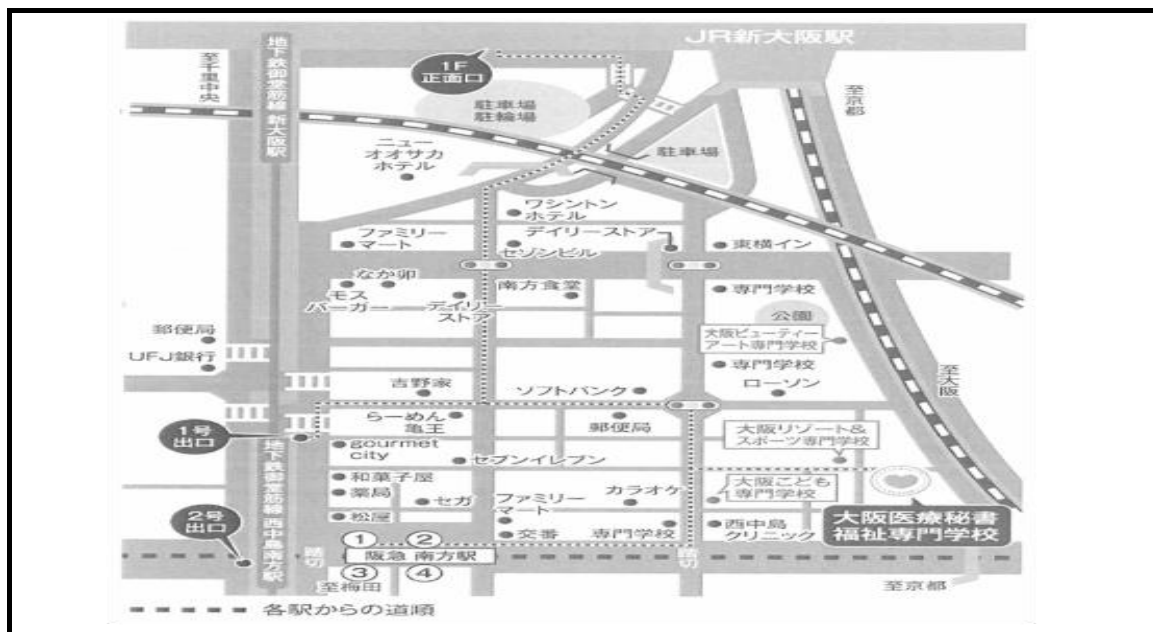 JR新大阪駅
地下鉄御堂筋線 新大阪駅
至千里中央
1F
正面口
至京都
駐車場
駐輪場
駐車場
ニュー
オオサカ
ホテル
ワシントン
ホテル
ファミリー
マート
デイリーストア
セゾンビル
東横イン
なか卯
モス
バーガー
デイリー
ストア
南方食堂
専門学校
公園
大阪ビューティー
アート専門学校
郵便局
UFJ銀行
専門学校
至大阪
吉野家
ソフトバンク
ローソン
らーめん
亀王
郵便局
大阪リゾート&
スポーツ専門学校
1号
出口
gourmet
city
セブンイレブン
和菓子屋
薬局
セガ
松屋
ファミリー
マート
カラオケ
大阪こども
専門学校
交番
専門学校
西中島
クリニック
大阪医療秘書
福祉専門学校
2号
出口
地下鉄御堂筋線 西中島南方駅
踏切
① ②
阪急 南方駅
③ ④
踏切
至梅田
至京都
各駅からの道順